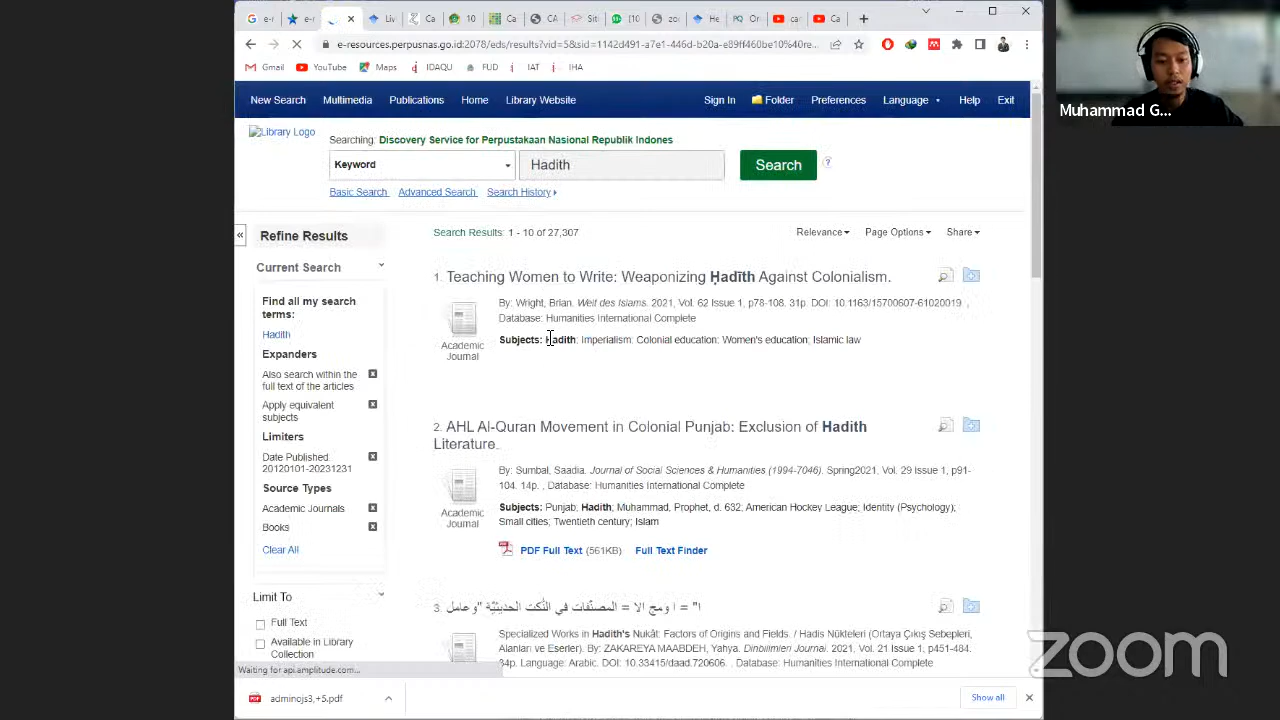 e-resources.perpusnas.go.id:2078/eds/results?vid=5&sid=1142d491-a7e1-446d-b20a-e89ff460be10%40re...
Gmail YouTube Maps IDAQU FUD IAT IHA
New Search Multimedia Publications Home Library Website Sign In Folder Preferences Language Help Exit
Library Logo
Searching: Discovery Service for Perpustakaan Nasional Republik Indones
Keyword Hadith Search
Basic Search Advanced Search Search History
Muhammad G...
« Refine Results
Current Search
Find all my search
terms:
Hadith
Expanders
Also search within the
full text of the articles
Apply equivalent
subjects
Limiters
Date Published:
20120101-20231231
Source Types
Academic Journals
Books
Clear All
Limit To
Full Text
Available in Library
Collection
Search Results: 1 - 10 of 27,307
Relevance Page Options Share
1. Teaching Women to Write: Weaponizing Ḥadīth Against Colonialism.
By: Wright, Brian. Welt des Islams. 2021, Vol. 62 Issue 1, p78-108. 31p. DOI: 10.1163/15700607-61020019 ,
Database: Humanities International Complete
Subjects: Hadith; Imperialism; Colonial education; Women's education; Islamic law
Academic
Journal
2. AHL Al-Quran Movement in Colonial Punjab: Exclusion of Hadith
Literature.
By: Sumbal, Saadia. Journal of Social Sciences & Humanities (1994-7046). Spring2021, Vol. 29 Issue 1, p91-
104. 14p. , Database: Humanities International Complete
Subjects: Punjab; Hadith; Muhammad, Prophet, d. 632; American Hockey League; Identity (Psychology);
Small cities; Twentieth century; Islam
Academic
Journal
PDF Full Text (561KB) Full Text Finder
3. المصنَّفات في النُّكت الحديثيَّة "وعامل
Specialized Works in Hadith's Nukât: Factors of Origins and Fields. / Hadis Nükteleri (Ortaya Çıkış Sebepleri,
Alanları ve Eserler). By: ZAKAREYA MAABDEH, Yahya. Dinbilimleri Journal. 2021, Vol. 21 Issue 1, p451-484.
34p. Language: Arabic. DOI: 10.33415/daad.720606. , Database: Humanities International Complete
Waiting for api.amplitude.com...
adminojs3,+5.pdf
Show all
zoom